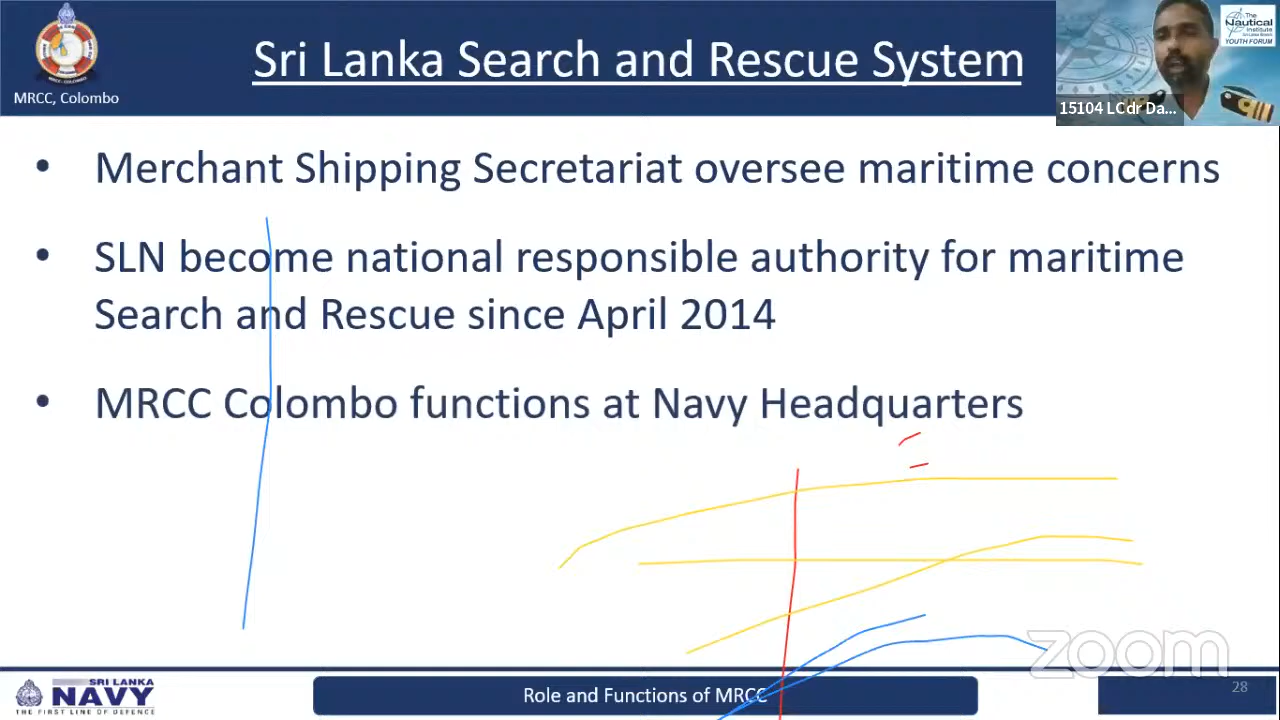 Sri Lanka Search and Rescue System
MRCC, Colombo
The
Nautical
Institute
YOUTH FORUM
15104 LCdr Da...
• Merchant Shipping Secretariat oversee maritime concerns
• SLN become national responsible authority for maritime
Search and Rescue since April 2014
• MRCC Colombo functions at Navy Headquarters
zoom
SRI LANKA
NAVY
THE FIRST LINE OF DEFENCE
Role and Functions of MRCC
28